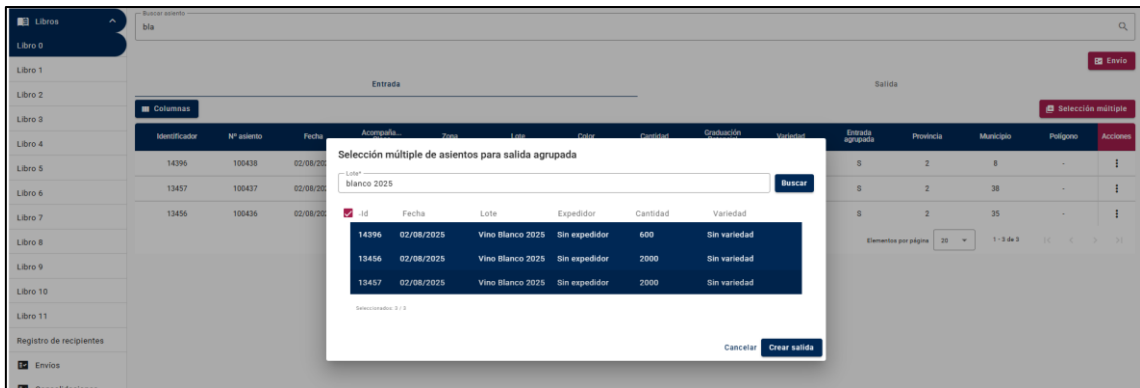 Libros
Libro 0
Libro 1
Libro 2
Libro 3
Libro 4
Libro 5
Libro 6
Libro 7
Libro 8
Libro 9
Libro 10
Libro 11
Registro de recipientes
Envíos
Buscar asiento
bla
Envío
Entrada Salida
Columnas Selección múltiple
Identificador Nº asiento Fecha Acompaña... Zona Lote Color Cantidad Graduación Variedad Entrada agrupada Provincia Municipio Polígono Acciones
14396 100438 02/08/202 S 2 8 -
13457 100437 02/08/202 S 2 38 -
13456 100436 02/08/202 S 2 35 -
Elementos por página 20 1 - 3 de 3
Selección múltiple de asientos para salida agrupada
Lote*
blanco 2025 Buscar
-Id Fecha Lote Expedidor Cantidad Variedad
14396 02/08/2025 Vino Blanco 2025 Sin expedidor 600 Sin variedad
13456 02/08/2025 Vino Blanco 2025 Sin expedidor 2000 Sin variedad
13457 02/08/2025 Vino Blanco 2025 Sin expedidor 2000 Sin variedad
Seleccionados: 3 / 3
Cancelar Crear salida